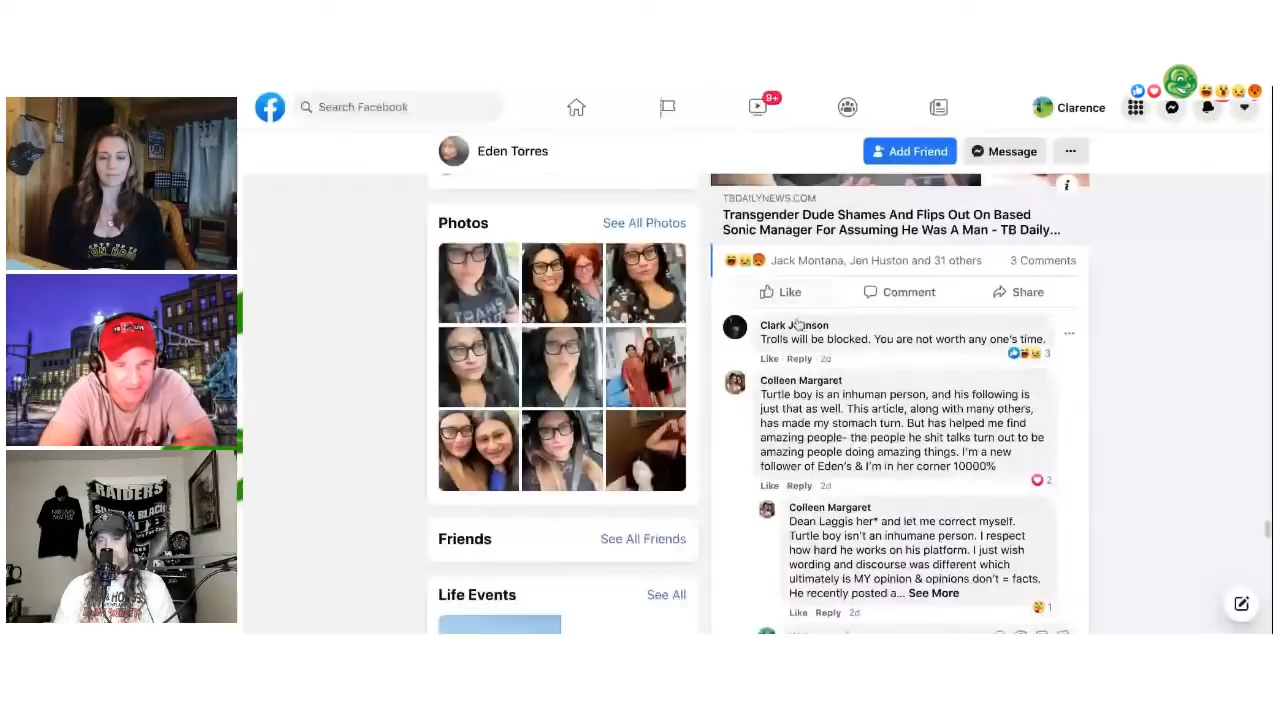 Search Facebook
9+
Clarence
Eden Torres
Add Friend
Message
Photos
See All Photos
Friends
See All Friends
Life Events
See All
TBDAILYNEWS.COM
Transgender Dude Shames And Flips Out On Based
Sonic Manager For Assuming He Was A Man - TB Daily...
Jack Montana, Jen Huston and 31 others
3 Comments
Like
Comment
Share
Clark
Trolls will be blocked. You are not worth any one's time.
Like Reply 2d
3
Colleen Margaret
Turtle boy is an inhuman person, and his following is
just that as well. This article, along with many others,
has made my stomach turn. But has helped me find
amazing people- the people he shit talks turn out to be
amazing people doing amazing things. I'm a new
follower of Eden's & I'm in her corner 10000%
Like Reply 2d
2
Colleen Margaret
Dean Laggis her* and let me correct myself.
Turtle boy isn't an inhumane person. I respect
how hard he works on his platform. I just wish
wording and discourse was different which
ultimately is MY opinion & opinions don't = facts.
He recently posted a... See More
Like Reply 2d
1
NO LIVES
MATTER
RAIDERS
SILVER & BLACK